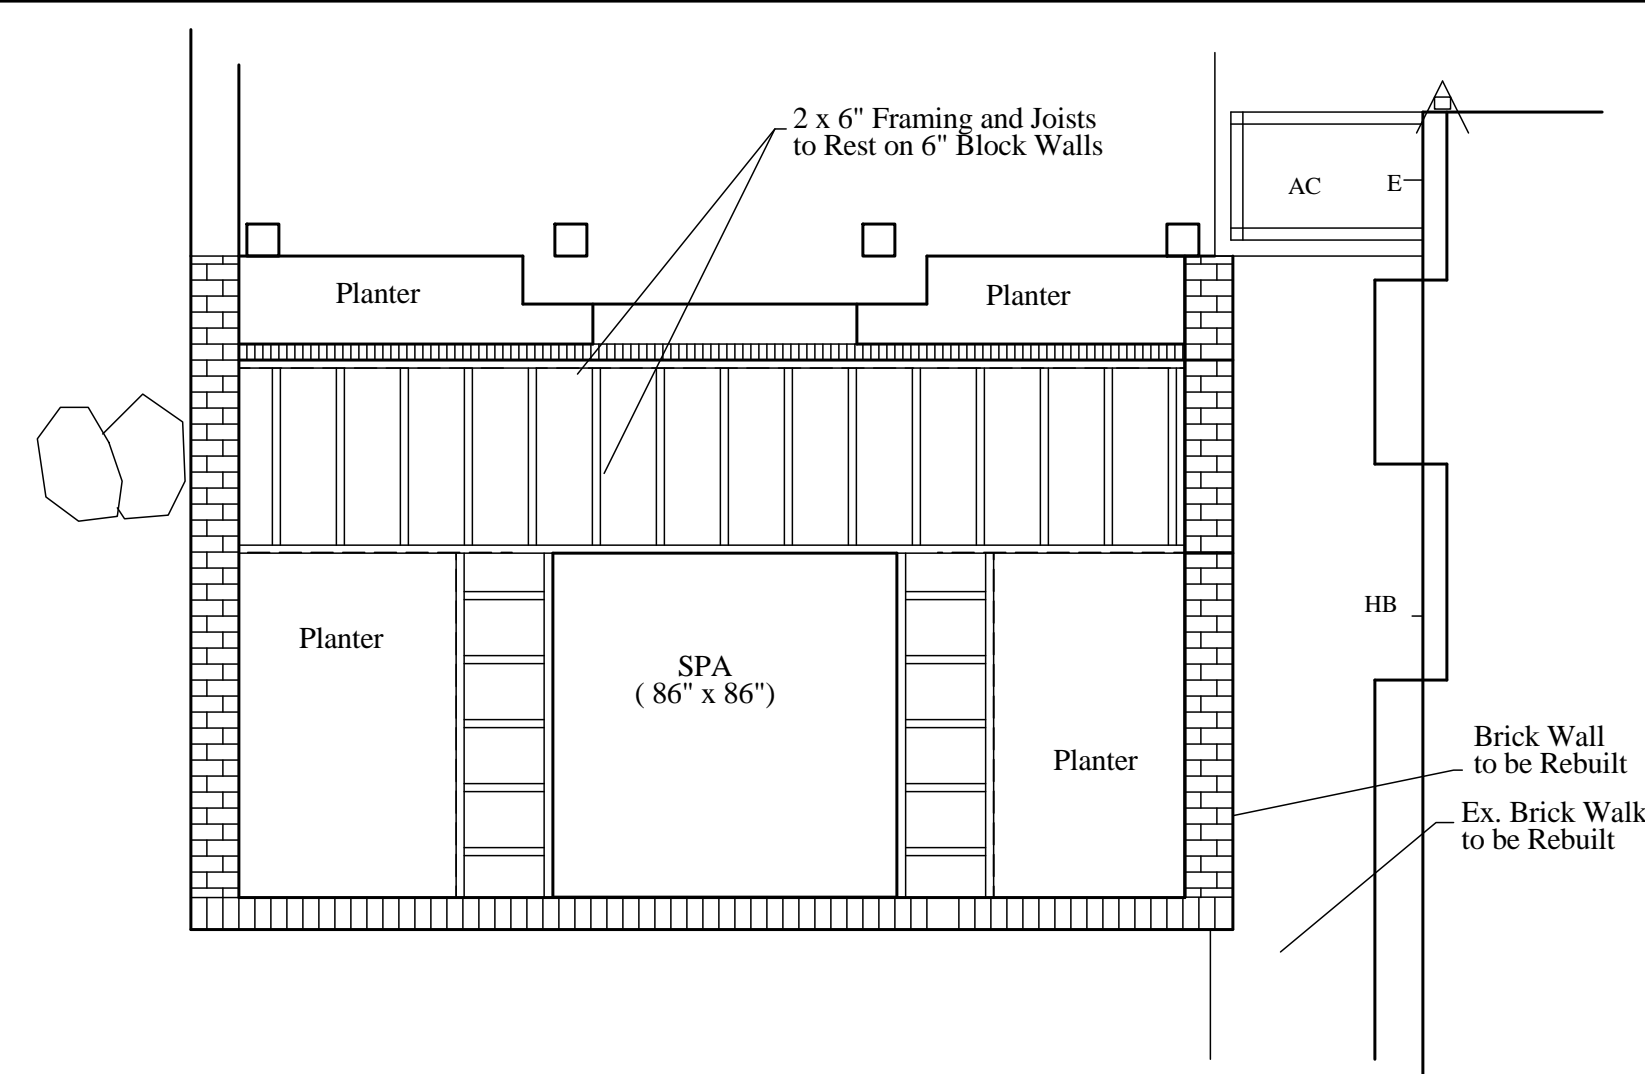 2 x 6" Framing and Joists
to Rest on 6" Block Walls
AC
E
Planter
Planter
HB
Planter
SPA
( 86" x 86")
Planter
Brick Wall
to be Rebuilt
Ex. Brick Walk
to be Rebuilt